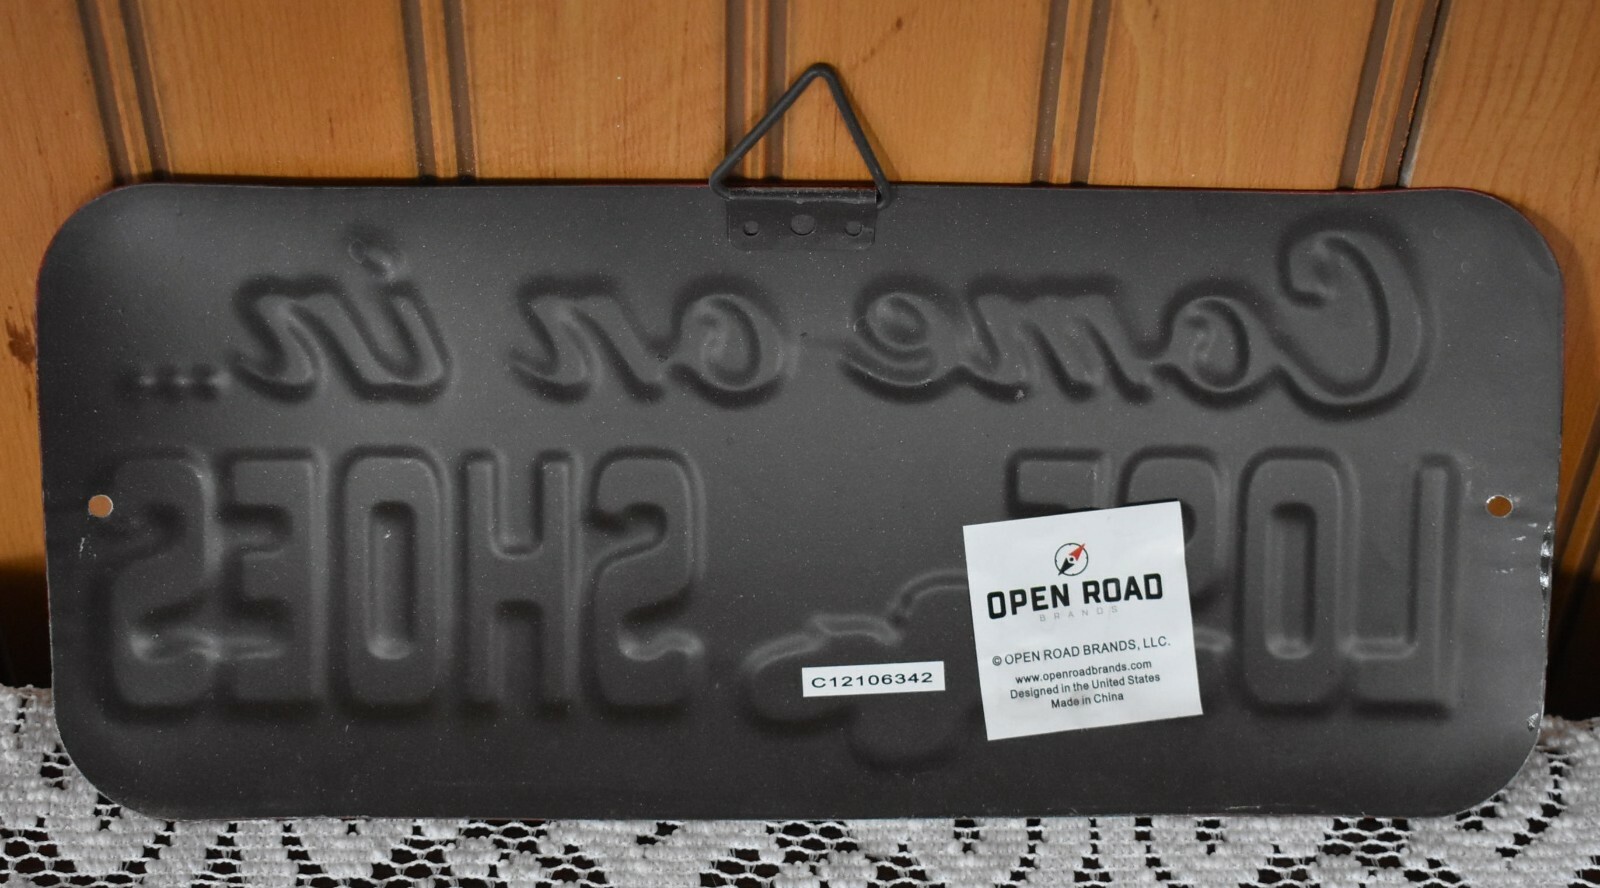 Come on in ...
LOSE SHOES
OPEN ROAD
BRANDS
© OPEN ROAD BRANDS, LLC.
www.openroadbrands.com
Designed in the United States
Made in China
C12106342